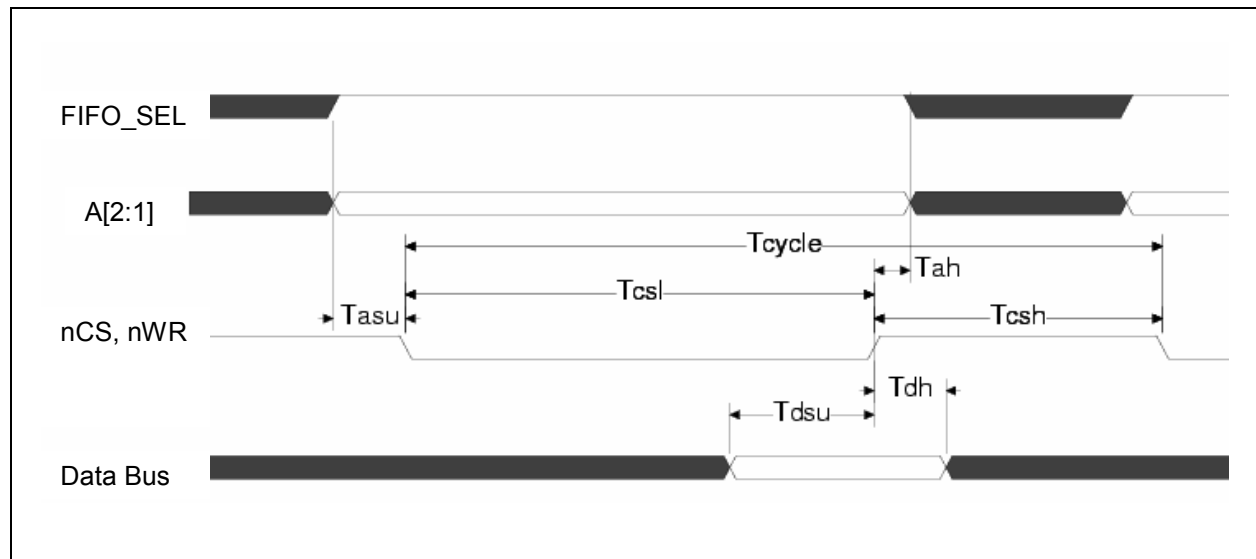 FIFO_SEL
A[2:1]
Tcycle
Tah
Tcsl
Tasu
Tcsh
nCS, nWR
Tdh
Tdsu
Data Bus